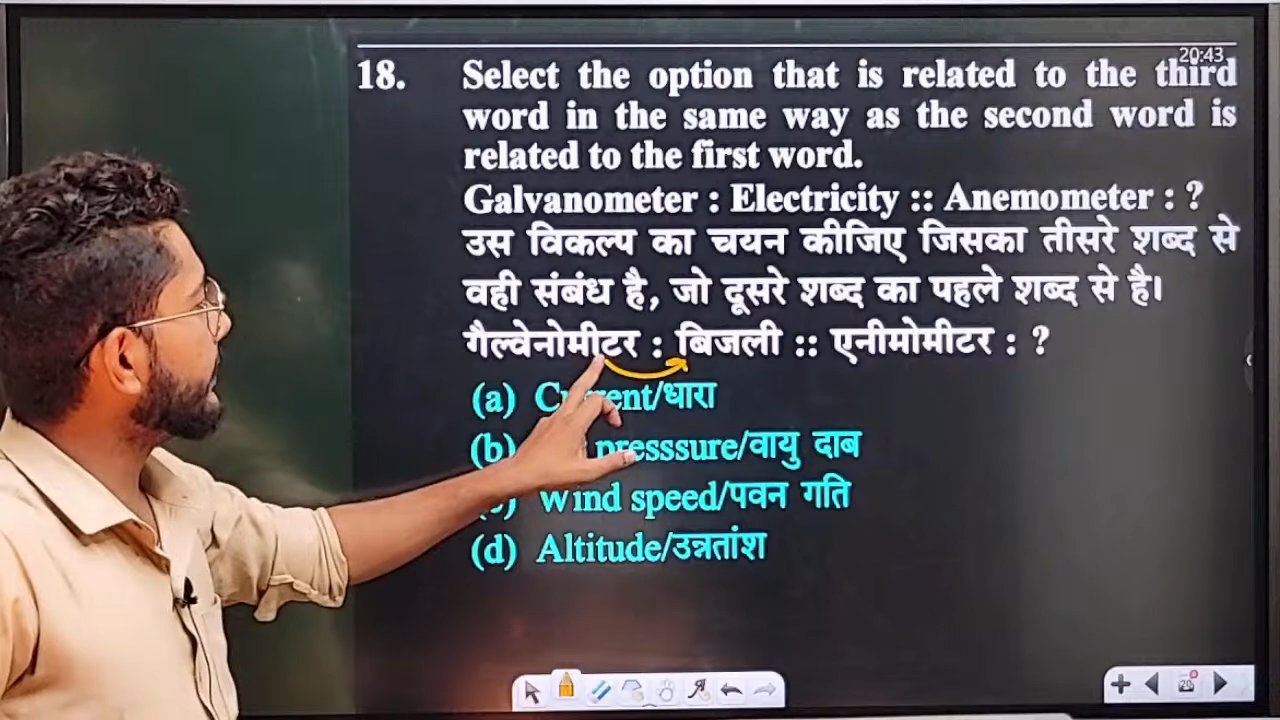 20:43
18. Select the option that is related to the third
word in the same way as the second word is
related to the first word.
Galvanometer : Electricity :: Anemometer : ?
उस विकल्प का चयन कीजिए जिसका तीसरे शब्द से
वही संबंध है, जो दूसरे शब्द का पहले शब्द से है।
गैल्वेनोमीटर : बिजली :: एनीमोमीटर : ?
(a) /धारा
(b) presssure/वायु दाब
Wind speed/पवन गति
(d) Altitude/उन्नतांश
20